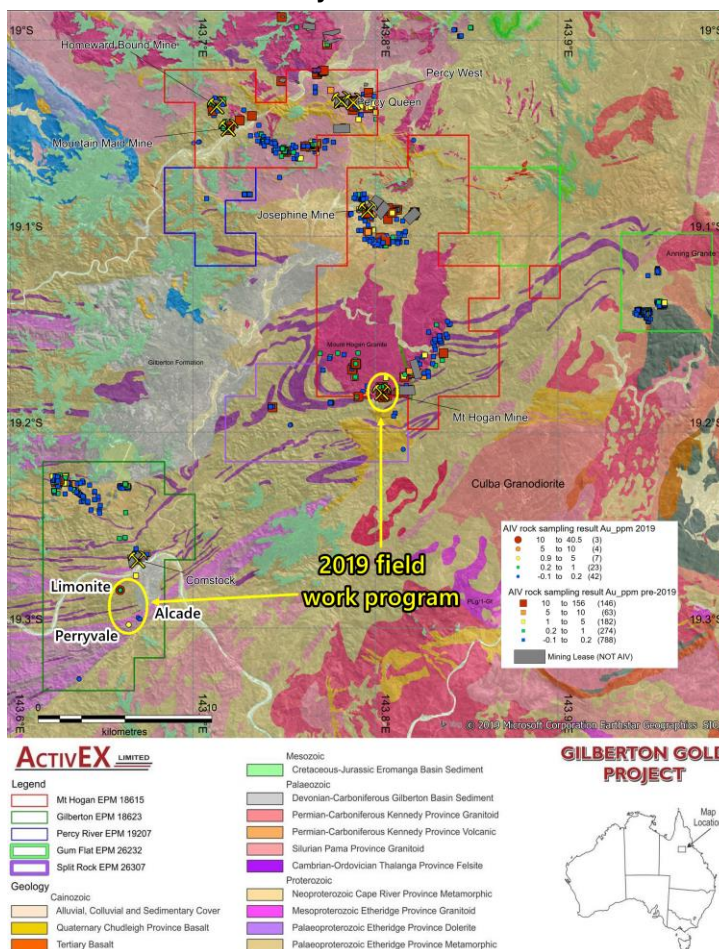 19°S
143.7°E
143.8°E
143.9°E
19°S
Homeward Bound Mine
Percy West
Percy Queen
Mountain Maid Mine
19.1°S
Josephine Mine
19.1°S
Anning Granite
Gilberton Formation
Mount Hogan Granite
Mt Hogan Mine
19.2°S
19.2°S
Culba Granodiorite
AIV rock sampling result Au_ppm 2019
10 to 40.5 (3)
5 to 10 (4)
0.9 to 5 (7)
0.2 to 1 (23)
-0.1 to 0.2 (42)
AIV rock sampling result Au_ppm pre-2019
10 to 156 (146)
5 to 10 (63)
1 to 5 (182)
0.2 to 1 (274)
-0.1 to 0.2 (788)
Mining Lease (NOT AIV)
2019 field
work program
Comstock
Limonite
Alcade
Perryvale
19.3°S
19.3°S
143.6°E
143.7°E
143.8°E
143.9°E
0 10
kilometres
© 2019 Microsoft Corporation Earthstar Geographics SIO
ACTIVEX LIMITED
Legend
Mt Hogan EPM 18615
Gilberton EPM 18623
Percy River EPM 19207
Gum Flat EPM 26232
Split Rock EPM 26307
Geology
Cainozoic
Alluvial, Colluvial and Sedimentary Cover
Quaternary Chudleigh Province Basalt
Tertiary Basalt
Mesozoic
Cretaceous-Jurassic Eromanga Basin Sediment
Palaeozoic
Devonian-Carboniferous Gilberton Basin Sediment
Permian-Carboniferous Kennedy Province Granitoid
Permian-Carboniferous Kennedy Province Volcanic
Silurian Pama Province Granitoid
Cambrian-Ordovician Thalanga Province Felsite
Proterozoic
Neoproterozoic Cape River Province Metamorphic
Mesoproterozoic Etheridge Province Granitoid
Palaeoproterozoic Etheridge Province Dolerite
Palaeoproterozoic Etheridge Province Metamorphic
GILBERTON GOLD
PROJECT
Map
Location